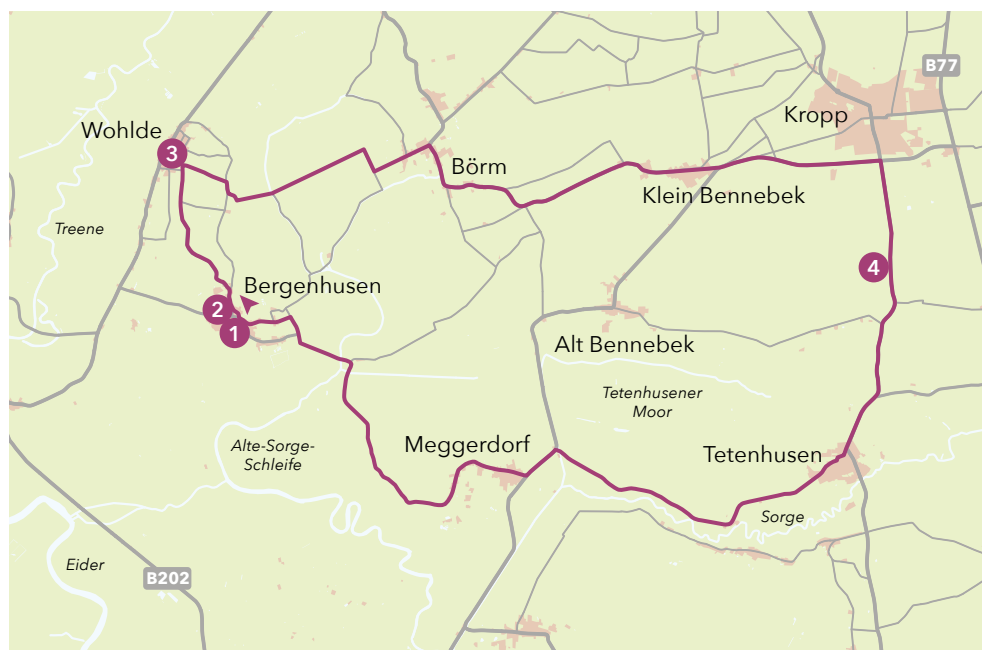 B77
Kropp
Wohlde
3
Börm
Klein Bennebek
Treene
4
Bergenhusen
2
1
Alt Bennebek
Tetenhusener
Moor
Meggerdorf
Alte-Sorge-
Schleife
Tetenhusen
Sorge
Eider
B202